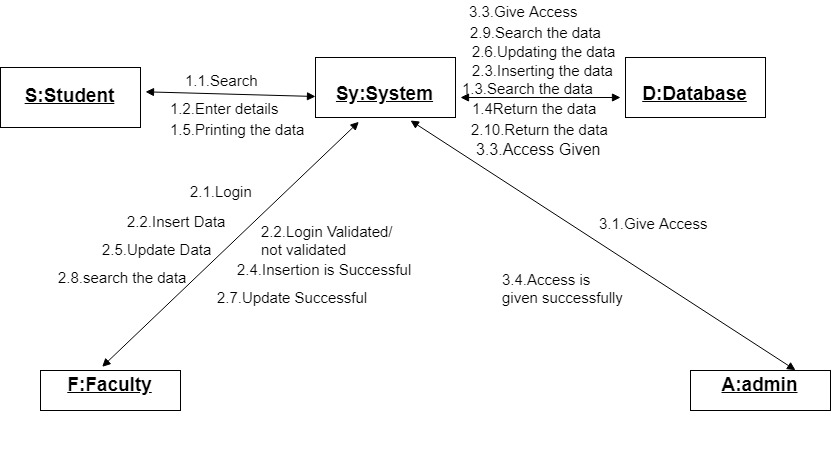 3.3.Give Access
2.9.Search the data
2.6.Updating the data
2.3.Inserting the data
1.3.Search the data
1.4Return the data
2.10.Return the data
3.3.Access Given
S:Student
1.1.Search
1.2.Enter details
1.5.Printing the data
Sy:System
D:Database
2.1.Login
2.2.Insert Data
2.5.Update Data
2.8.search the data
2.2.Login Validated/
not validated
2.4.Insertion is Successful
2.7.Update Successful
3.1.Give Access
3.4.Access is
given successfully
F:Faculty
A:admin